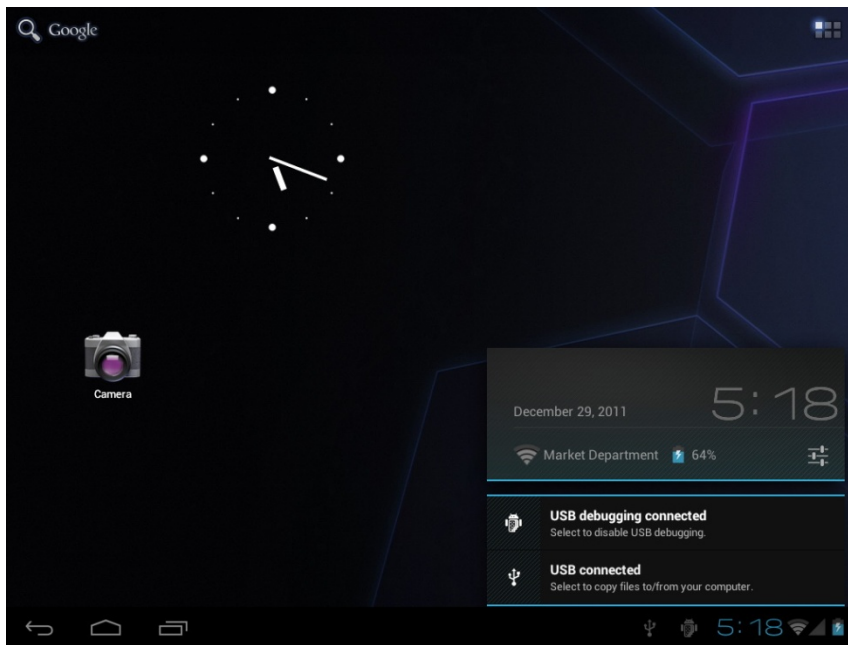 Google
Camera
5:18
December 29, 2011
Market Department 64%
USB debugging connected
Select to disable USB debugging.
USB connected
Select to copy files to/from your computer.
5:18